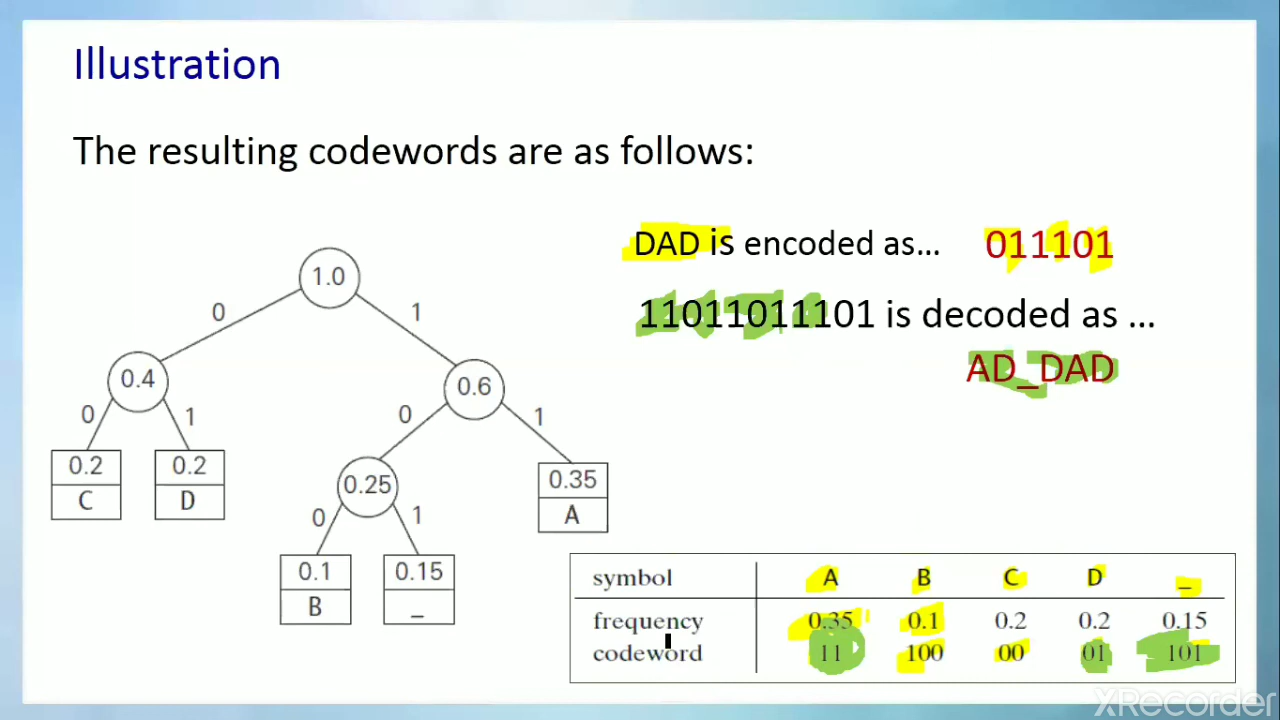 Illustration
The resulting codewords are as follows:
DAD is encoded as... 011101
11011011101 is decoded as ...
AD_DAD
1.0
0 1
0.4 0.6
0 1 0 1
0.2 0.2 0.25 0.35
C D A
0 1
0.1 0.15
B _
symbol A B C D _
frequency 0.35 0.1 0.2 0.2 0.15
codeword 11 100 00 01 101
XRecorder